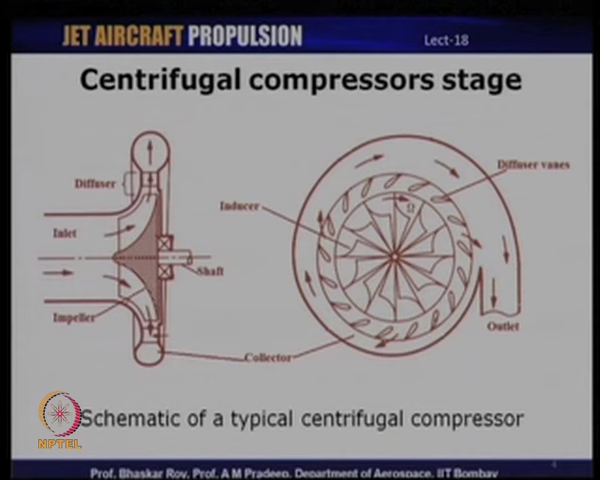 JET AIRCRAFT PROPULSION
Lect-18
Centrifugal compressors stage
Diffuser
Inlet
Impeller
Shaft
Inducer
Diffuser vanes
Ω
Collector
Outlet
NPTEL
Schematic of a typical centrifugal compressor
4
Prof. Bhaskar Roy, Prof. A M Pradeep, Department of Aerospace, IIT Bombay